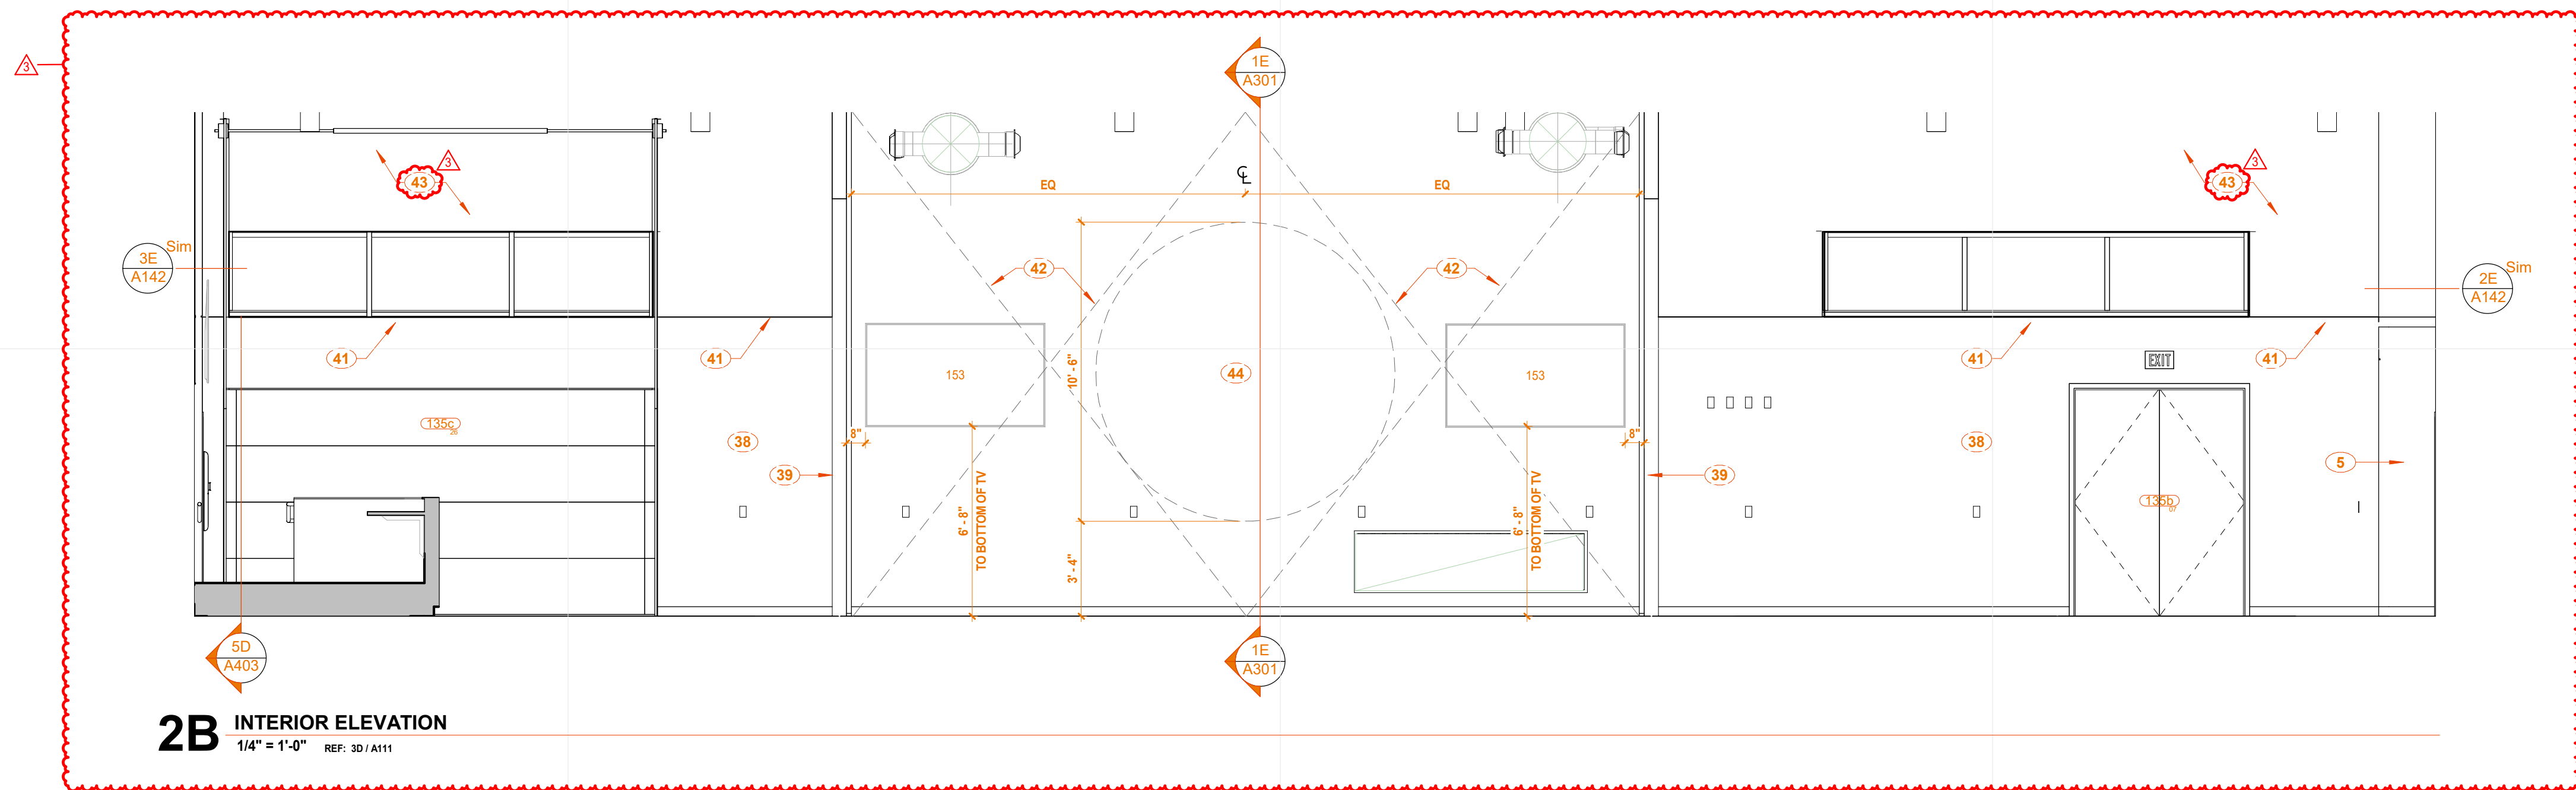 3
1E
A301
3
43
3
43
℄
EQ
EQ
Sim
3E
A142
42
42
Sim
2E
A142
41
41
41
41
EXIT
153
10' - 6"
44
153
135c
26
8"
8"
38
38
39
39
5
6' - 8"
TO BOTTOM OF TV
3' - 4"
6' - 8"
TO BOTTOM OF TV
135b
07
5D
A403
1E
A301
2B
INTERIOR ELEVATION
1/4" = 1'-0"
REF: 3D / A111